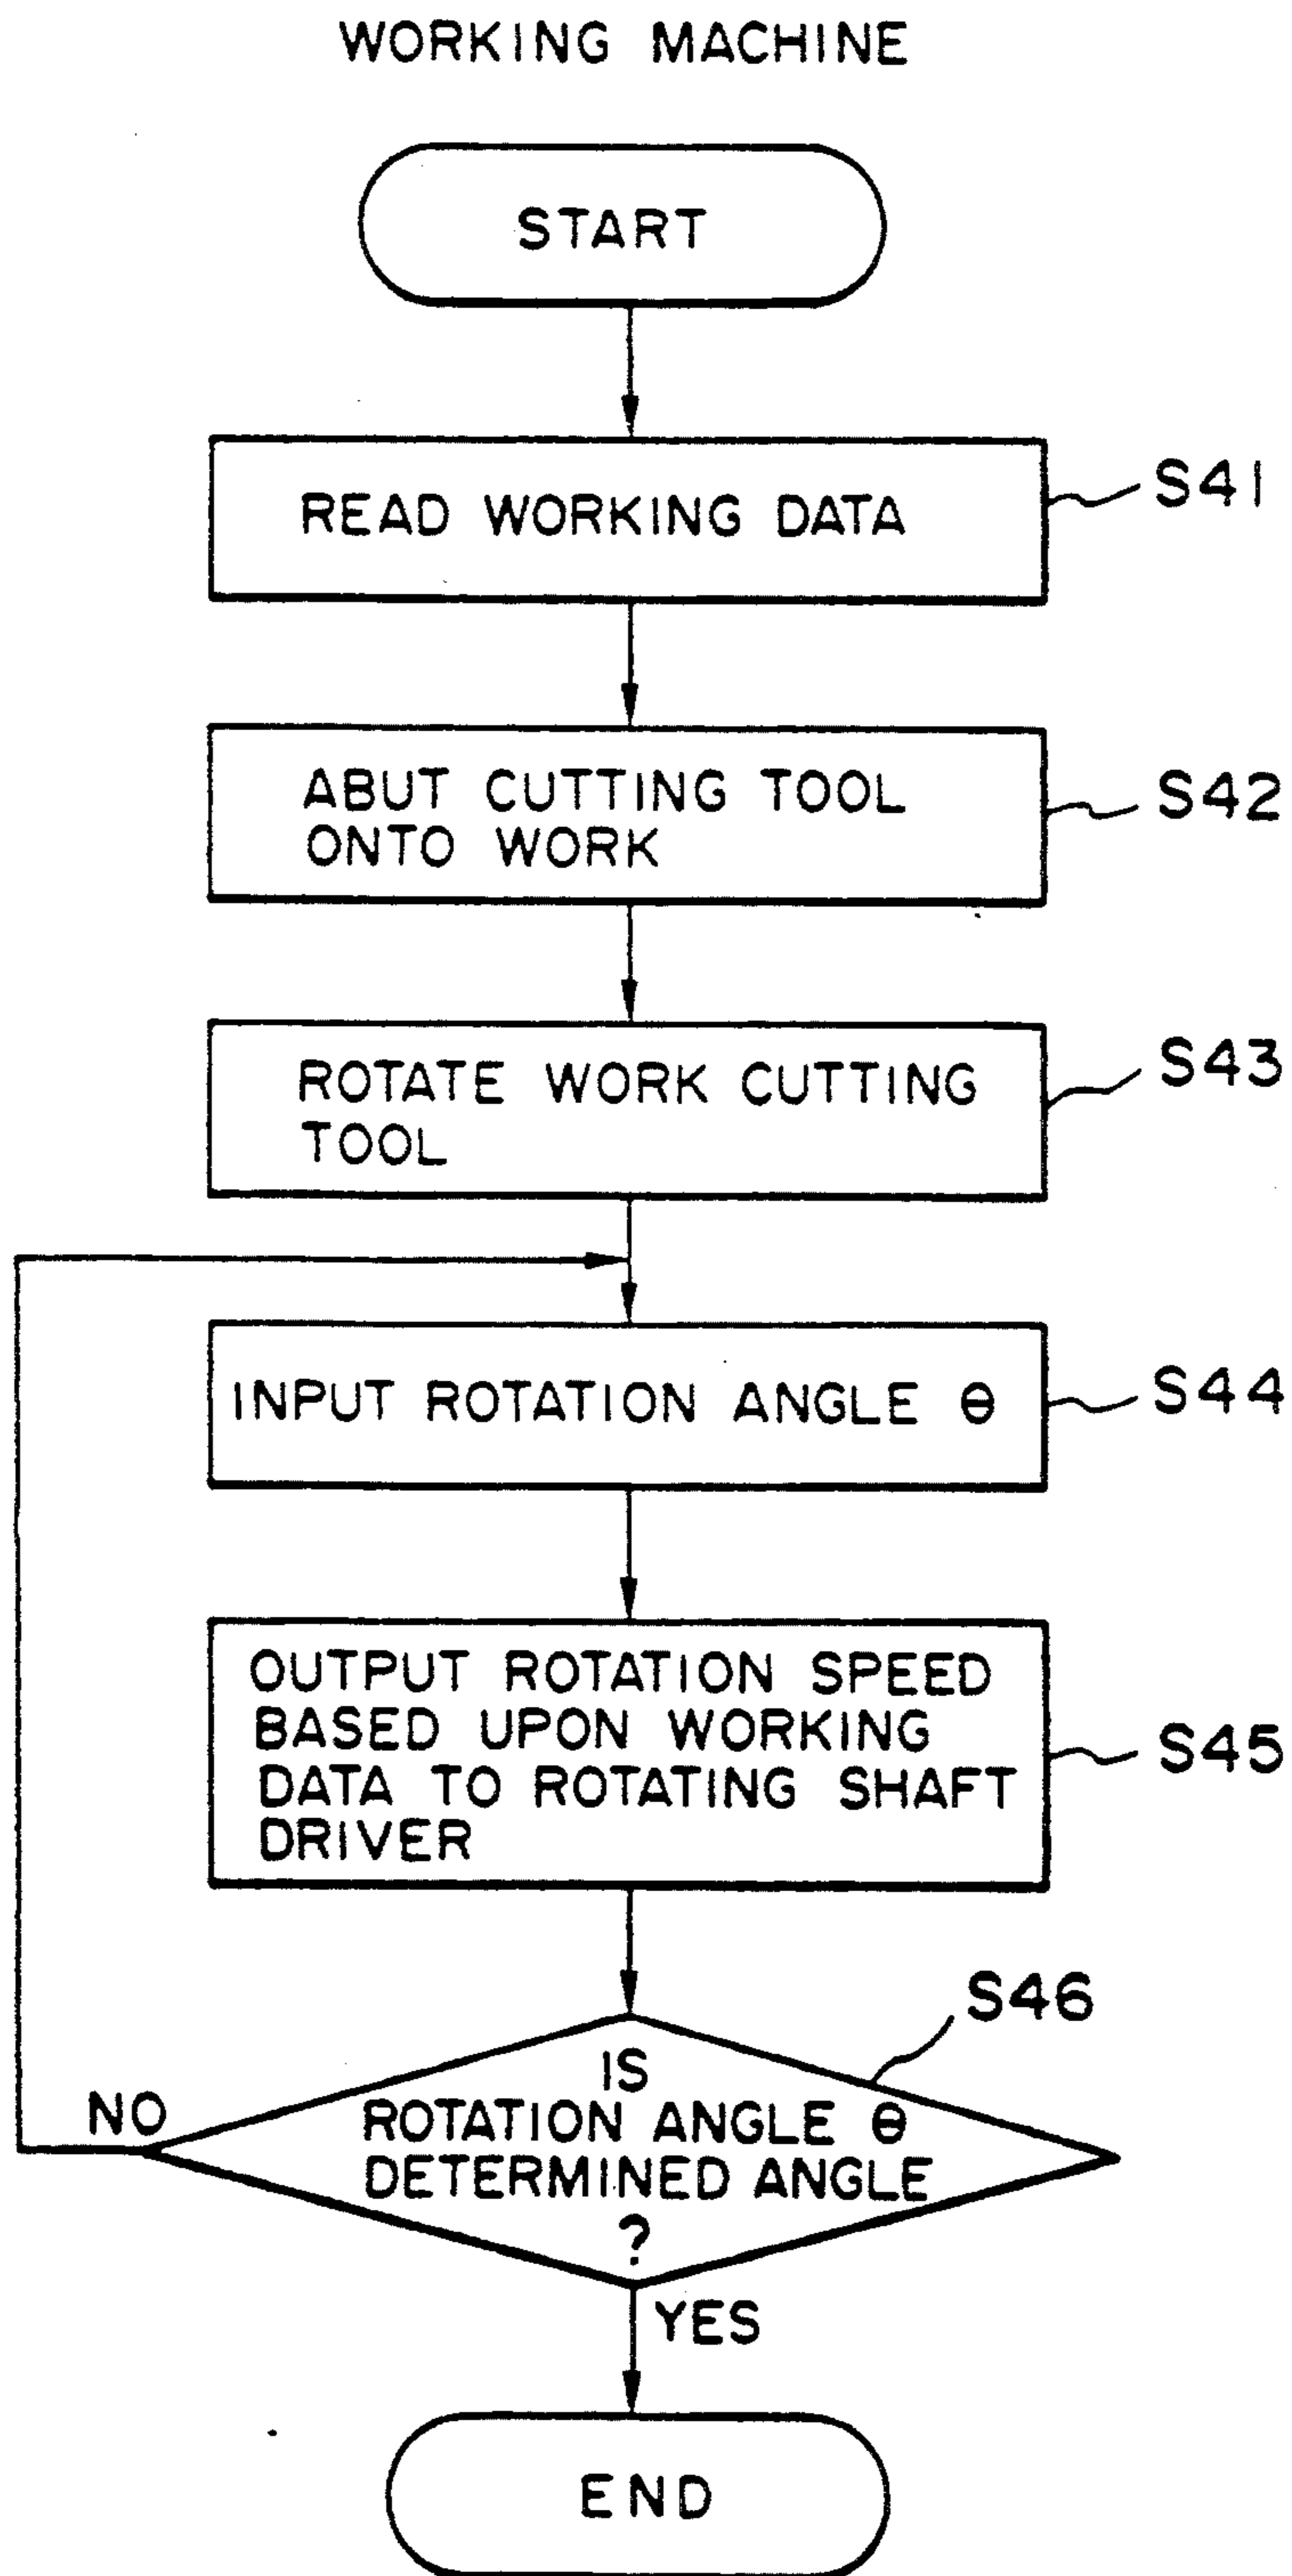 WORKING MACHINE
START
READ WORKING DATA
S41
ABUT CUTTING TOOL
ONTO WORK
S42
ROTATE WORK CUTTING
TOOL
S43
INPUT ROTATION ANGLE θ
S44
OUTPUT ROTATION SPEED
BASED UPON WORKING
DATA TO ROTATING SHAFT
DRIVER
S45
S46
IS
ROTATION ANGLE θ
DETERMINED ANGLE
?
NO
YES
END